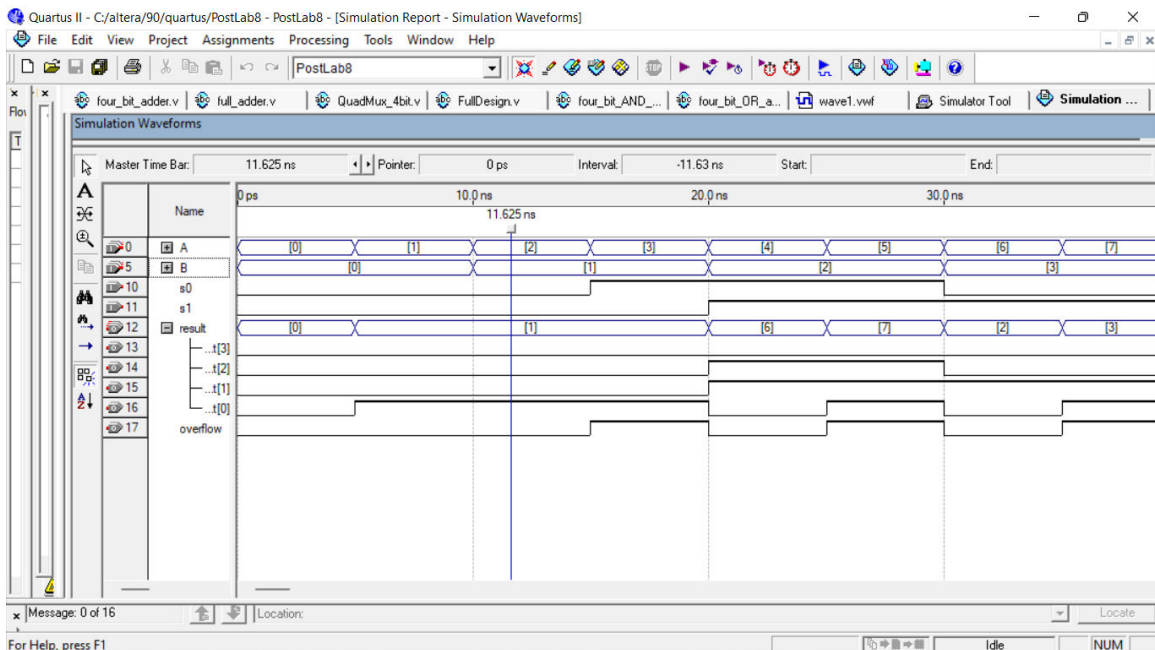 Quartus II - C:/altera/90/quartus/PostLab8 - PostLab8 - [Simulation Report - Simulation Waveforms]
File Edit View Project Assignments Processing Tools Window Help
PostLab8
four_bit_adder.v full_adder.v QuadMux_4bit.v FullDesign.v four_bit_AND_... four_bit_OR_a... wave1.vwf Simulator Tool Simulation ...
Flov
Simulation Waveforms
Master Time Bar: 11.625 ns Pointer: 0 ps Interval: -11.63 ns Start: End:
Name
0 ps 10.0 ns 20.0 ns 30.0 ns
11.625 ns
0 A [0] [1] [2] [3] [4] [5] [6] [7]
5 B [0] [1] [2] [3]
10 s0
11 s1
12 result [0] [1] [6] [7] [2] [3]
13 ...t[3]
14 ...t[2]
15 ...t[1]
16 ...t[0]
17 overflow
Message: 0 of 16 Location: Locate
For Help, press F1 Idle NUM